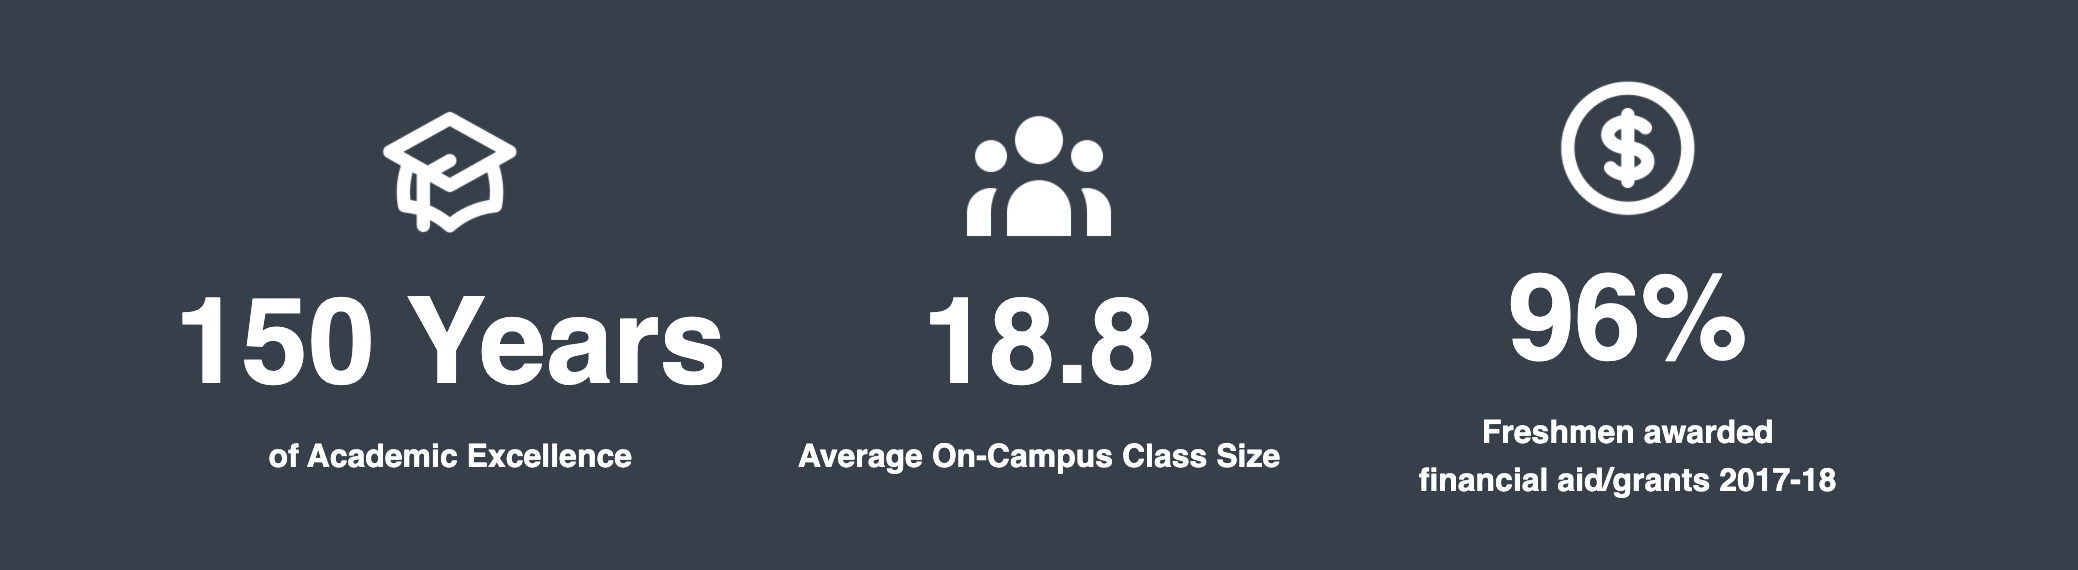 150 Years
of Academic Excellence
18.8
Average On-Campus Class Size
96%
Freshmen awarded
financial aid/grants 2017-18